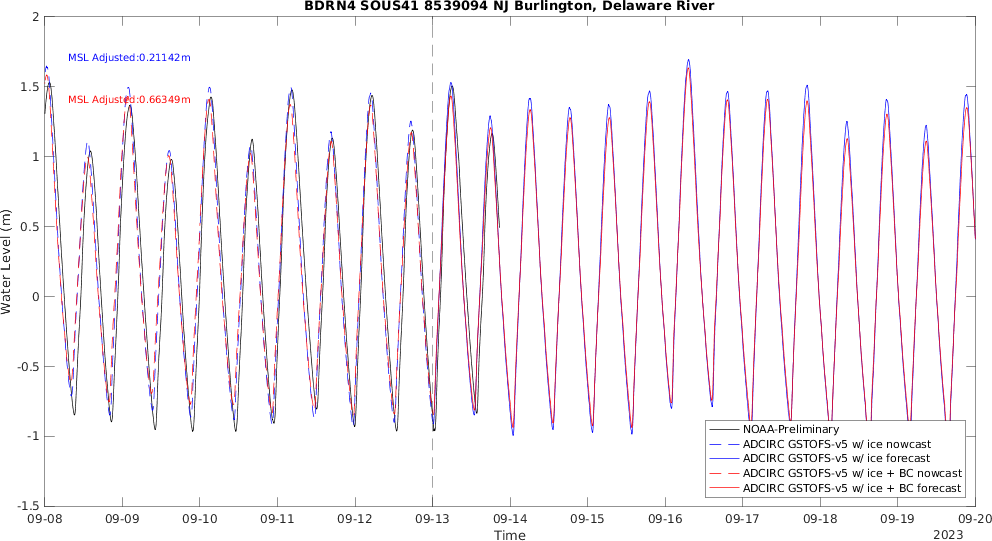 BDRN4 SOUS41 8539094 NJ Burlington, Delaware River
MSL Adjusted:0.21142m
MSL Adjusted:0.66349m
Water Level (m)
2
1.5
1
0.5
0
-0.5
-1
-1.5
NOAA-Preliminary
ADCIRC GSTOFS-v5 w/ ice nowcast
ADCIRC GSTOFS-v5 w/ ice forecast
ADCIRC GSTOFS-v5 w/ ice + BC nowcast
ADCIRC GSTOFS-v5 w/ ice + BC forecast
09-08 09-09 09-10 09-11 09-12 09-13 09-14 09-15 09-16 09-17 09-18 09-19 09-20
Time
2023